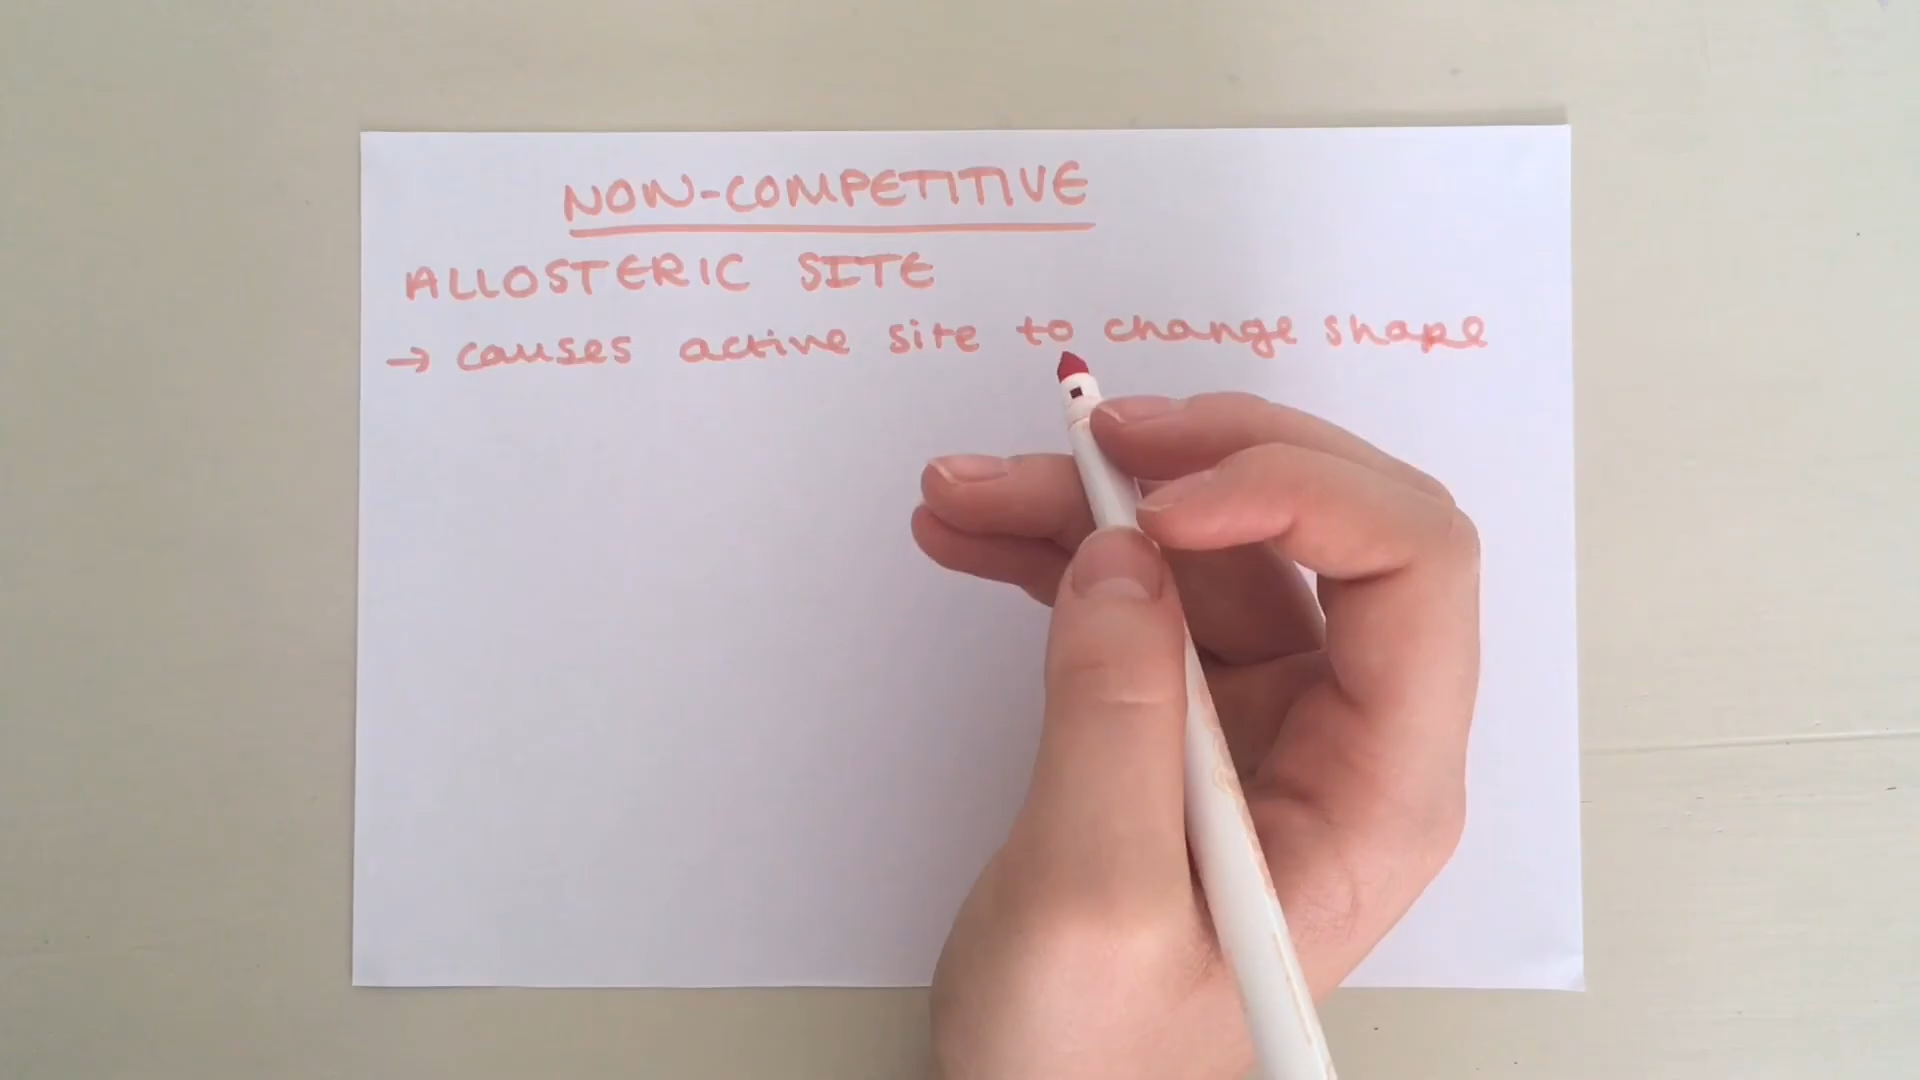 NON-COMPETITIVE
ALLOSTERIC SITE
→ causes active site to change shape